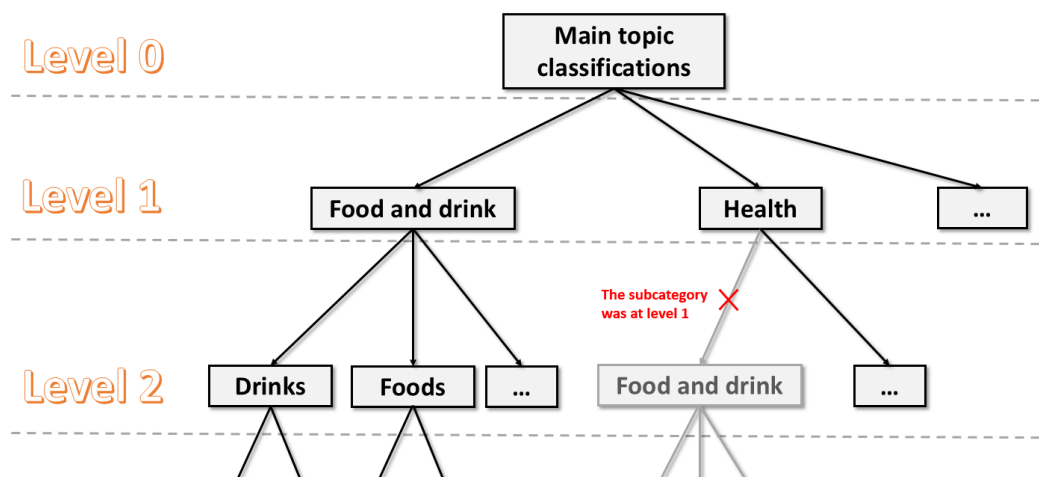 Level 0
Main topic
classifications
Level 1
Food and drink
Health
...
The subcategory
was at level 1
Level 2
Drinks
Foods
...
Food and drink
...